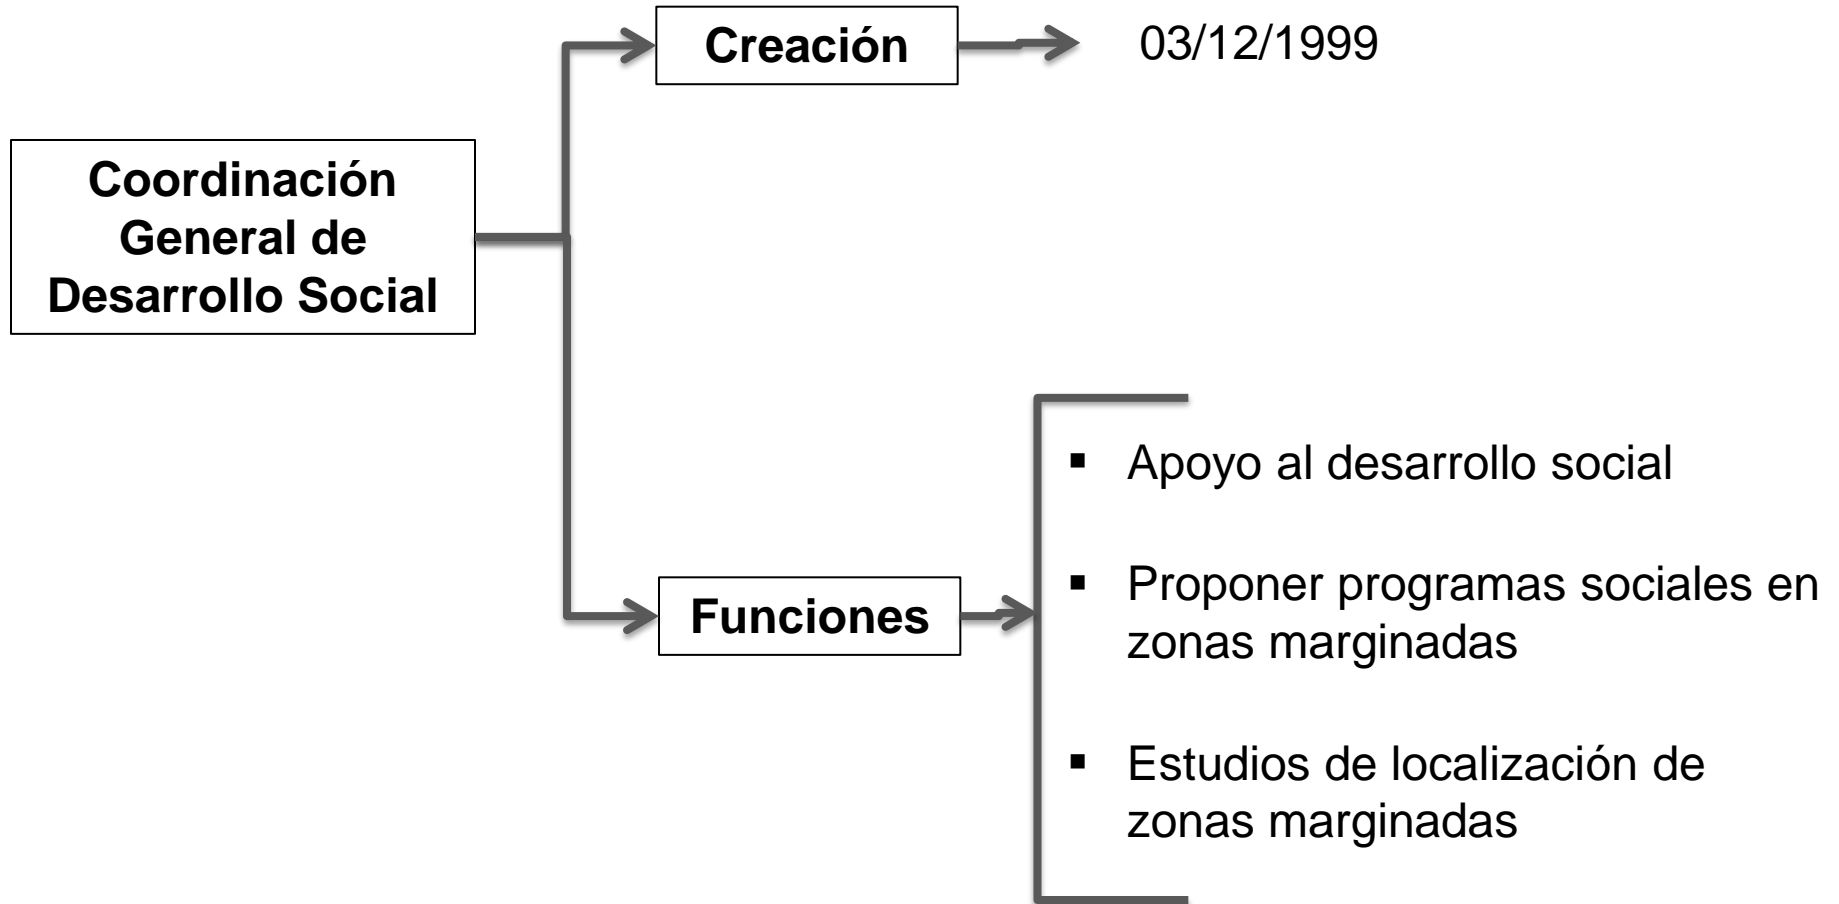 Creación
03/12/1999
Coordinación
General de
Desarrollo Social
Funciones
▪ Apoyo al desarrollo social
▪ Proponer programas sociales en
zonas marginadas
▪ Estudios de localización de
zonas marginadas